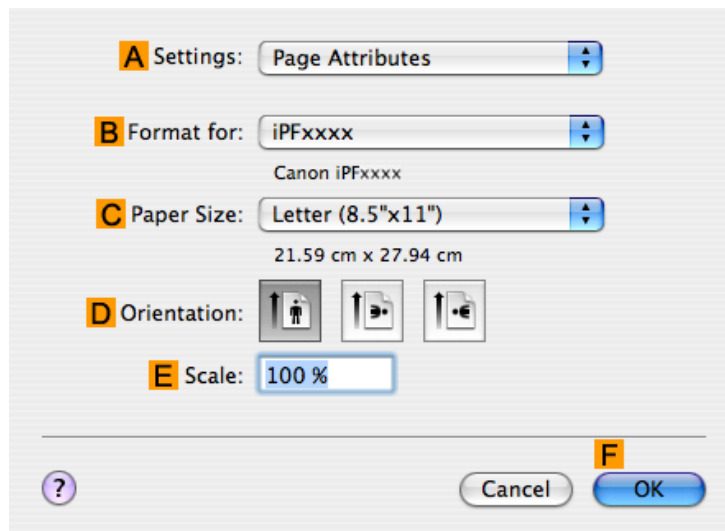 A Settings: Page Attributes
B Format for: iPFxxxx
Canon iPFxxxx
C Paper Size: Letter (8.5"x11")
21.59 cm x 27.94 cm
D Orientation:
E Scale: 100 %
F
? Cancel OK